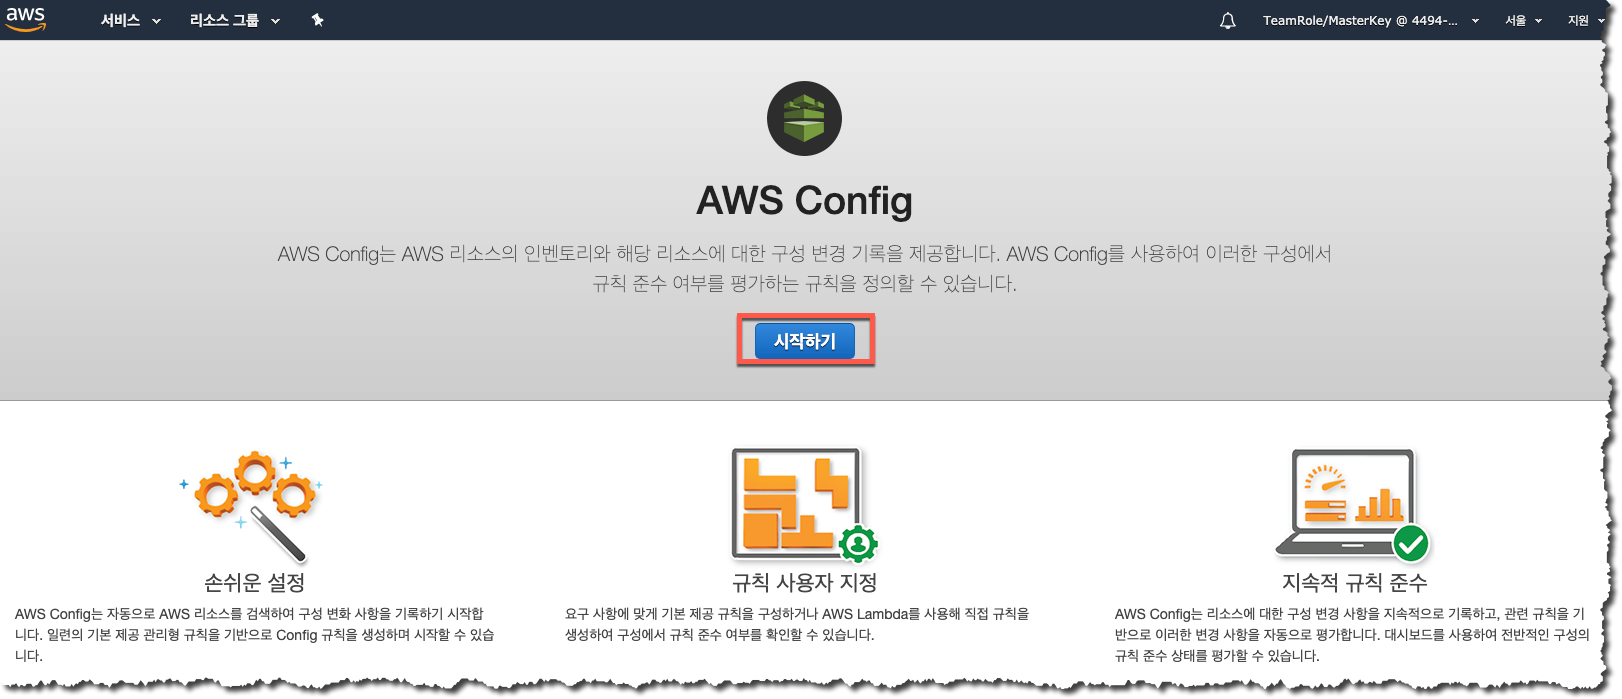 aws 서비스 리소스 그룹 TeamRole/MasterKey @ 4494-... 서울 지원
AWS Config
AWS Config는 AWS 리소스의 인벤토리와 해당 리소스에 대한 구성 변경 기록을 제공합니다. AWS Config를 사용하여 이러한 구성에서
규칙 준수 여부를 평가하는 규칙을 정의할 수 있습니다.
시작하기
손쉬운 설정
AWS Config는 자동으로 AWS 리소스를 검색하여 구성 변화 사항을 기록하기 시작합
니다. 일련의 기본 제공 관리형 규칙을 기반으로 Config 규칙을 생성하며 시작할 수 있습
니다.
규칙 사용자 지정
요구 사항에 맞게 기본 제공 규칙을 구성하거나 AWS Lambda를 사용해 직접 규칙을
생성하여 구성에서 규칙 준수 여부를 확인할 수 있습니다.
지속적 규칙 준수
AWS Config는 리소스에 대한 구성 변경 사항을 지속적으로 기록하고, 관련 규칙을 기
반으로 이러한 변경 사항을 자동으로 평가합니다. 대시보드를 사용하여 전반적인 구성의
규칙 준수 상태를 평가할 수 있습니다.